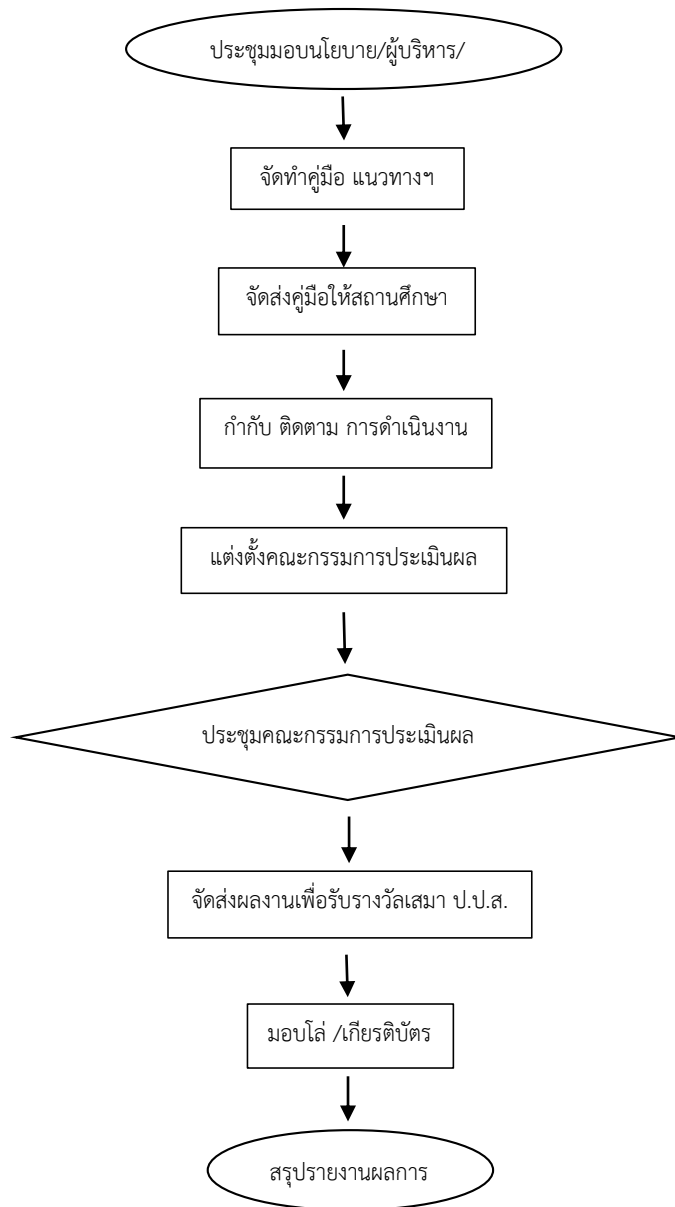 ประชุมมอบนโยบาย/ผู้บริหาร/
จัดทำคู่มือ แนวทางฯ
จัดส่งคู่มือให้สถานศึกษา
กำกับ ติดตาม การดำเนินงาน
แต่งตั้งคณะกรรมการประเมินผล
ประชุมคณะกรรมการประเมินผล
จัดส่งผลงานเพื่อรับรางวัลเสมา ป.ป.ส.
มอบโล่ /เกียรติบัตร
สรุปรายงานผลการ